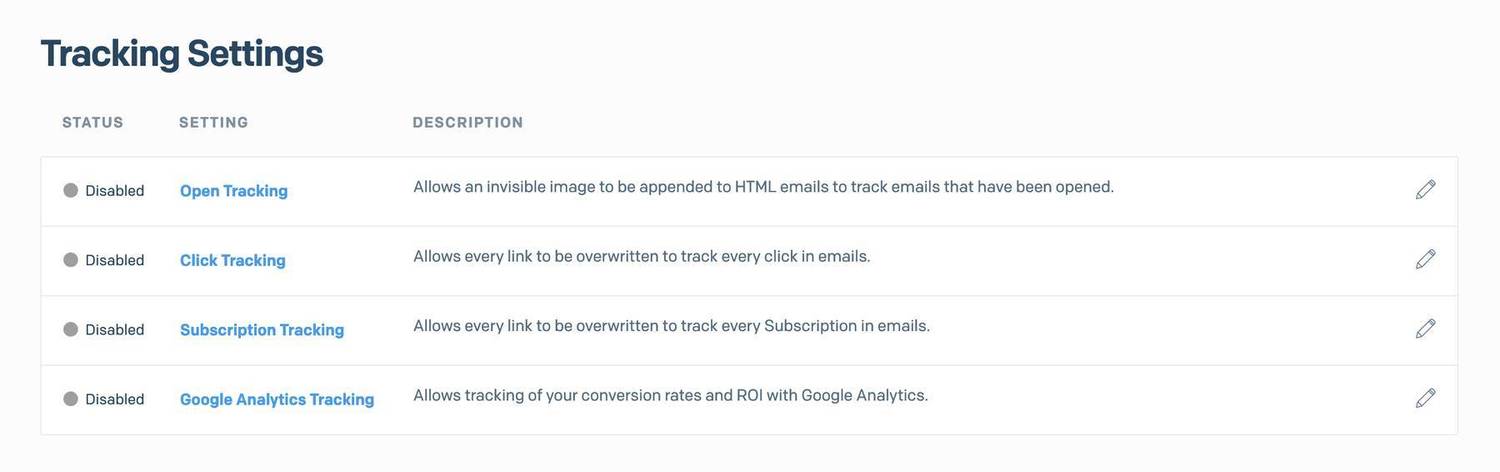 Tracking Settings
STATUS SETTING DESCRIPTION
Disabled Open Tracking Allows an invisible image to be appended to HTML emails to track emails that have been opened.
Disabled Click Tracking Allows every link to be overwritten to track every click in emails.
Disabled Subscription Tracking Allows every link to be overwritten to track every Subscription in emails.
Disabled Google Analytics Tracking Allows tracking of your conversion rates and ROI with Google Analytics.